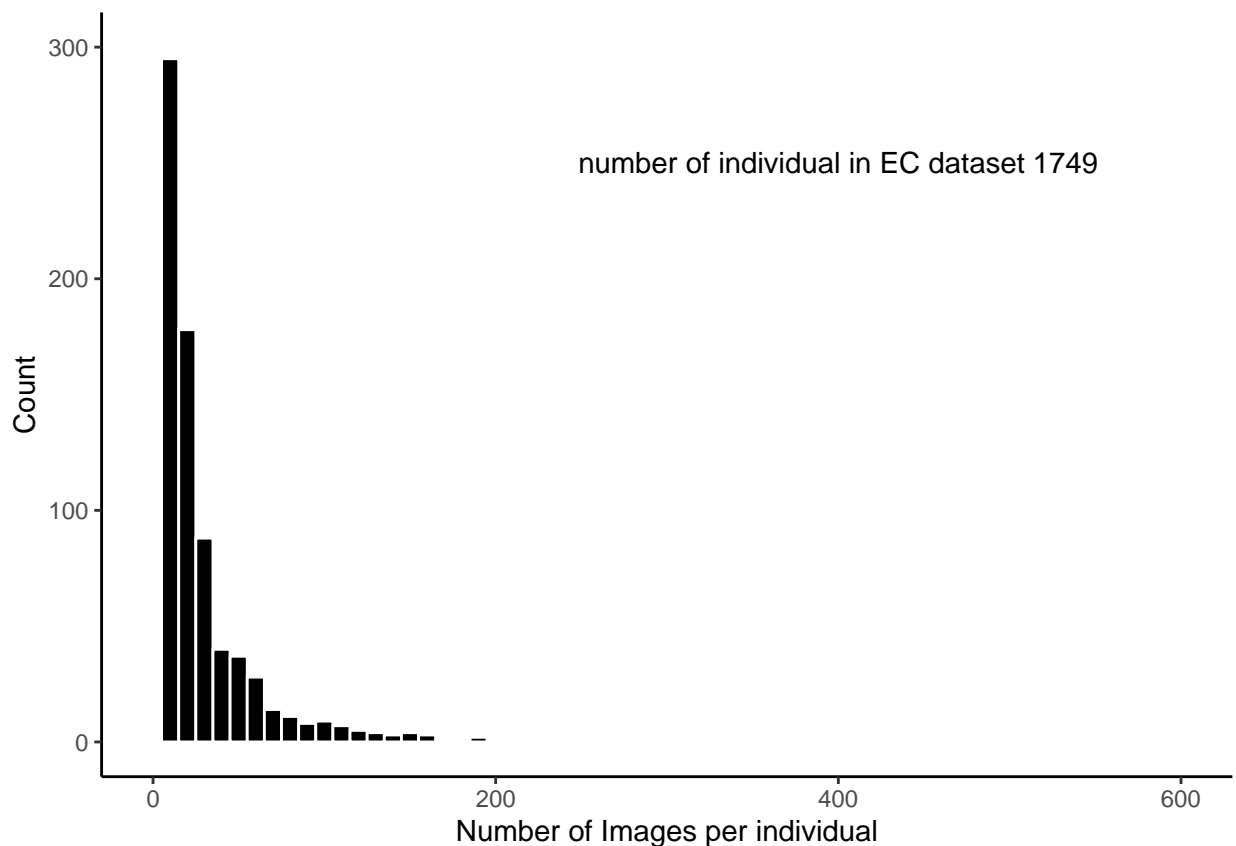 300
number of individual in EC dataset 1749
200
Count
100
0
0 200 400 600
Number of Images per individual